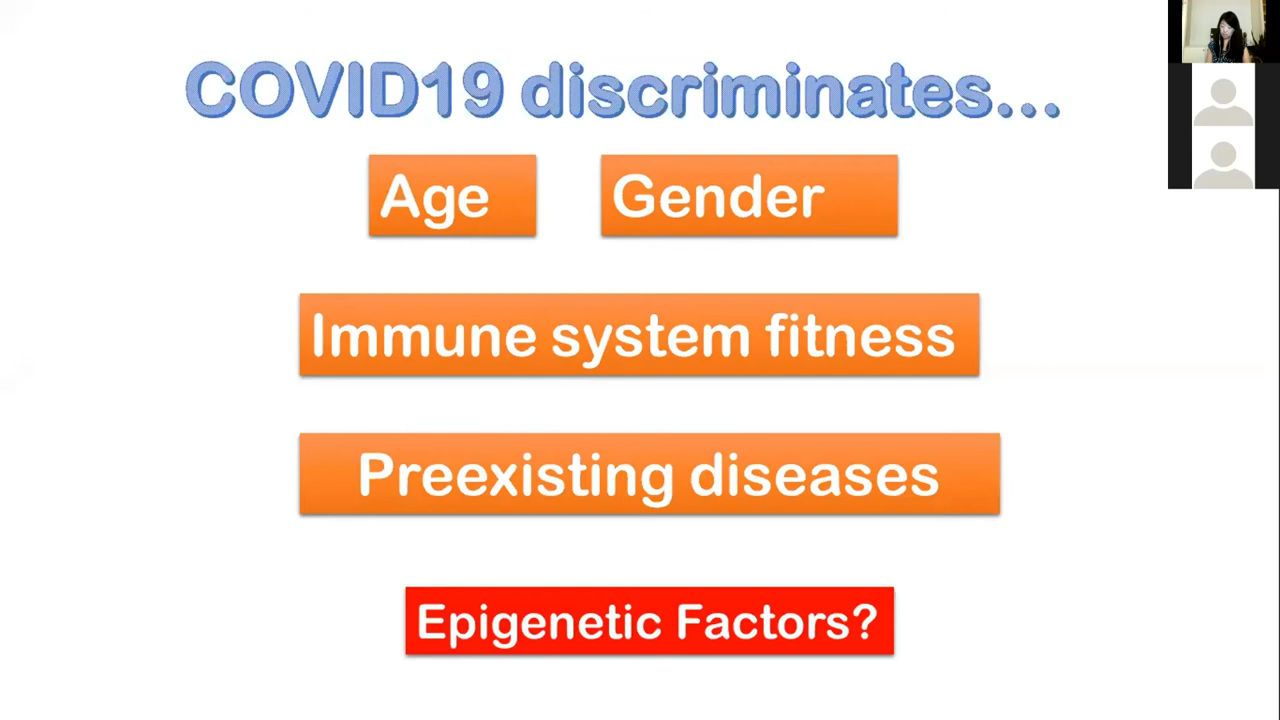 COVID19 discriminates...
Age
Gender
Immune system fitness
Preexisting diseases
Epigenetic Factors?